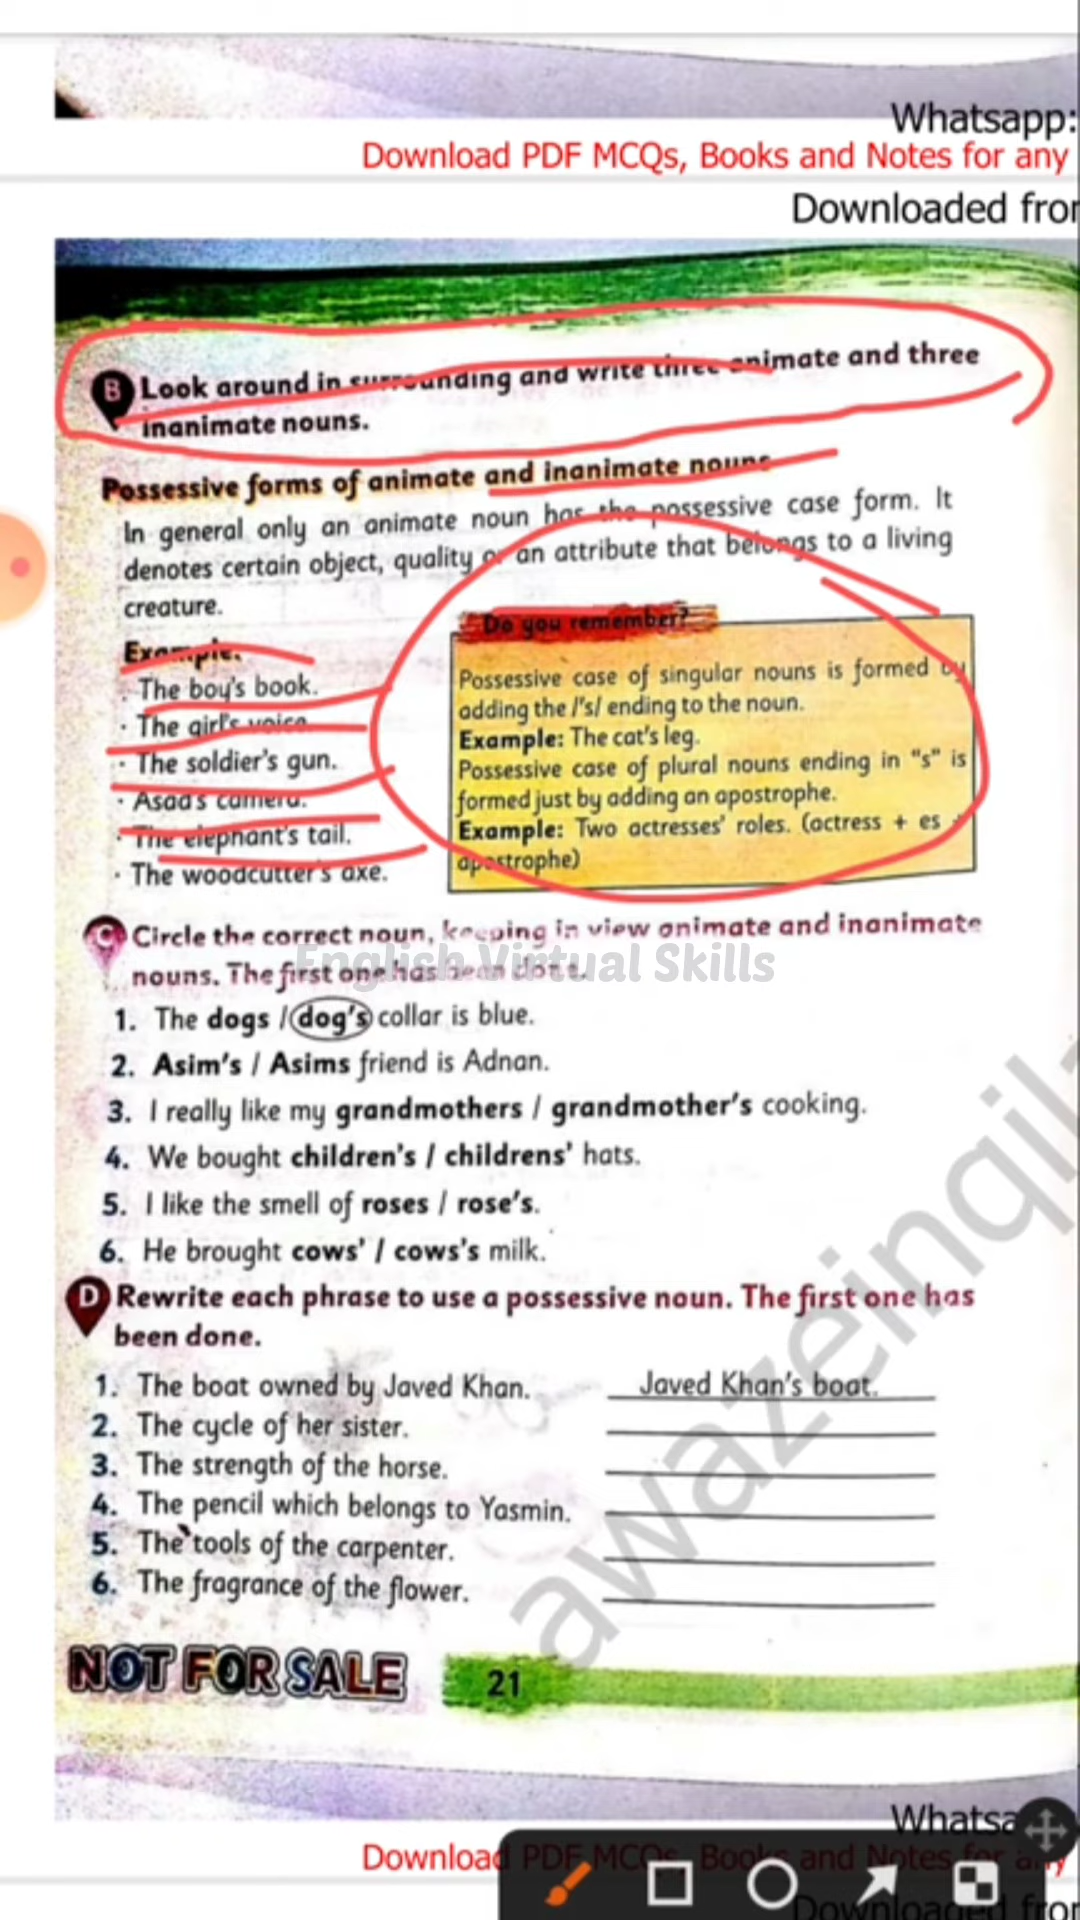 Whatsapp:
Download PDF MCQs, Books and Notes for any
Downloaded from
B Look around in surrounding and write three animate and three
inanimate nouns.
Possessive forms of animate and inanimate nouns
In general only an animate noun has the possessive case form. It
denotes certain object, quality or an attribute that belongs to a living
creature.
Example:
· The boy's book.
· The girl's voice.
· The soldier's gun.
· Asad's camera.
· The elephant's tail.
· The woodcutter's axe.
Do you remember?
Possessive case of singular nouns is formed by
adding the /'s/ ending to the noun.
Example: The cat's leg.
Possessive case of plural nouns ending in "s" is
formed just by adding an apostrophe.
Example: Two actresses' roles. (actress + es +
apostrophe)
C Circle the correct noun, keeping in view animate and inanimate
nouns. The first one has been done.
English Virtual Skills
1. The dogs / dog's collar is blue.
2. Asim's / Asims friend is Adnan.
3. I really like my grandmothers / grandmother's cooking.
4. We bought children's / childrens' hats.
5. I like the smell of roses / rose's.
6. He brought cows' / cows's milk.
D Rewrite each phrase to use a possessive noun. The first one has
been done.
1. The boat owned by Javed Khan. Javed Khan's boat.
2. The cycle of her sister.
3. The strength of the horse.
4. The pencil which belongs to Yasmin.
5. The tools of the carpenter.
6. The fragrance of the flower.
awazeinqila
NOT FOR SALE
21
Whatsa
Download PDF MCQs, Books and Notes for any
Downloaded from